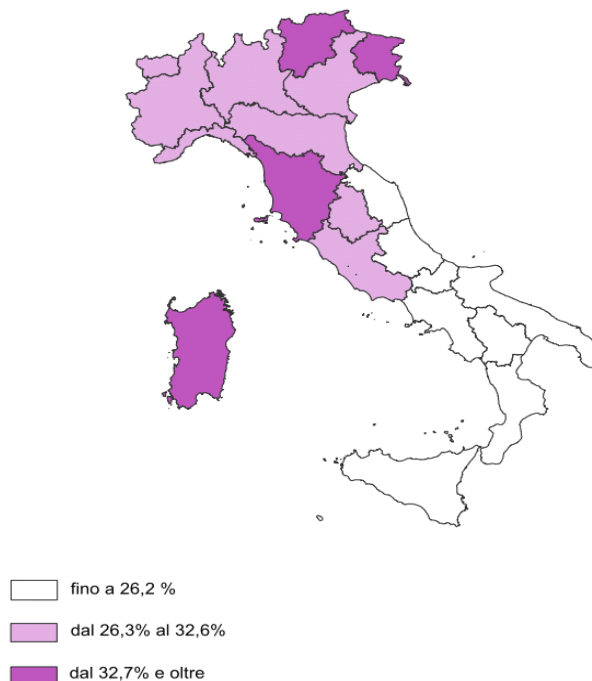 fino a 26,2 %
dal 26,3% al 32,6%
dal 32,7% e oltre